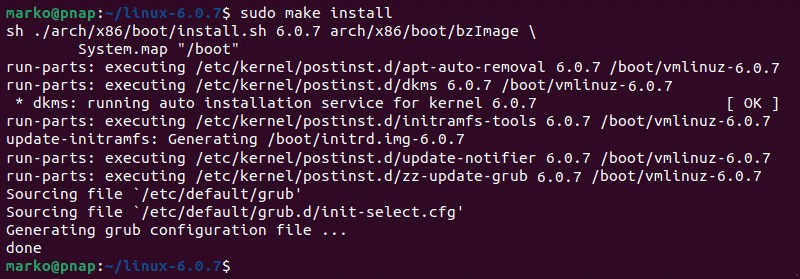 marko@pnap:~/linux-6.0.7$ sudo make install
sh ./arch/x86/boot/install.sh 6.0.7 arch/x86/boot/bzImage \
        System.map "/boot"
run-parts: executing /etc/kernel/postinst.d/apt-auto-removal 6.0.7 /boot/vmlinuz-6.0.7
run-parts: executing /etc/kernel/postinst.d/dkms 6.0.7 /boot/vmlinuz-6.0.7
 * dkms: running auto installation service for kernel 6.0.7                     [ OK ]
run-parts: executing /etc/kernel/postinst.d/initramfs-tools 6.0.7 /boot/vmlinuz-6.0.7
update-initramfs: Generating /boot/initrd.img-6.0.7
run-parts: executing /etc/kernel/postinst.d/update-notifier 6.0.7 /boot/vmlinuz-6.0.7
run-parts: executing /etc/kernel/postinst.d/zz-update-grub 6.0.7 /boot/vmlinuz-6.0.7
Sourcing file `/etc/default/grub'
Sourcing file `/etc/default/grub.d/init-select.cfg'
Generating grub configuration file ...
done
marko@pnap:~/linux-6.0.7$